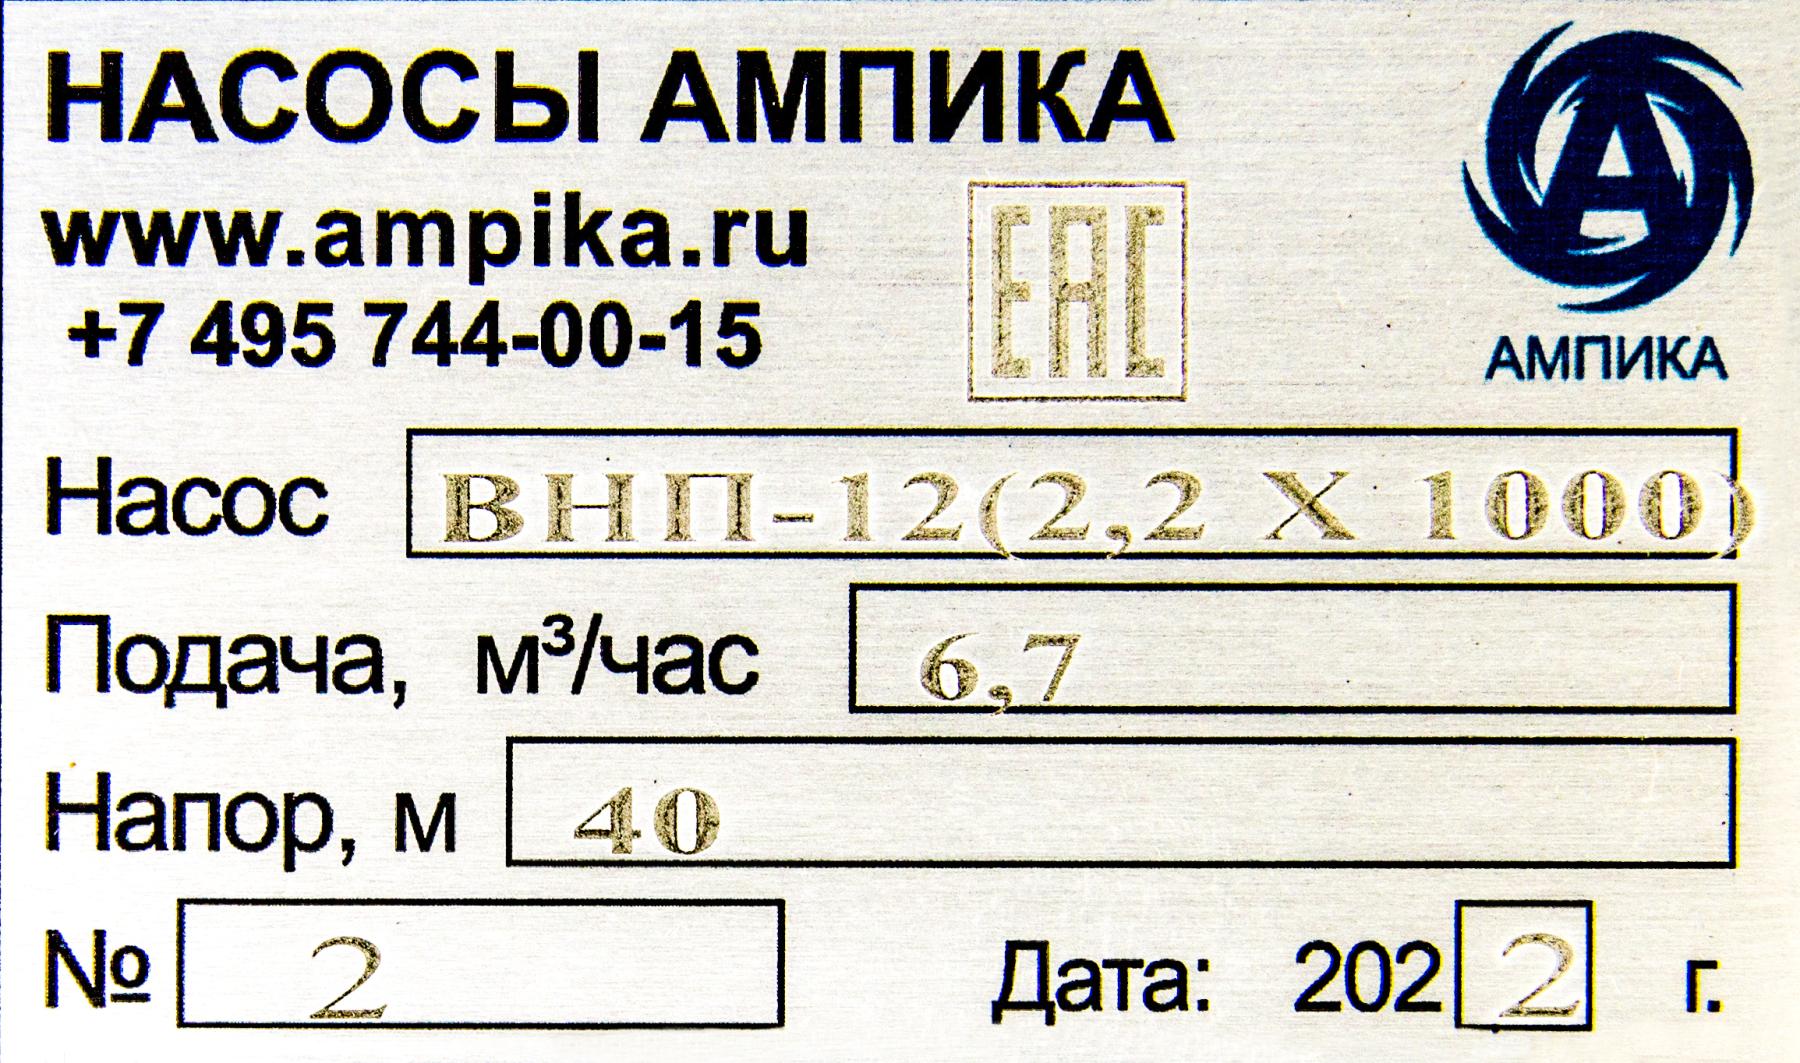 НАСОСЫ АМПИКА
www.ampika.ru
+7 495 744-00-15
ЕАС
А
АМПИКА
Насос ВНП-12(2,2 Х 1000)
Подача, м³/час 6,7
Напор, м 40
№ 2 Дата: 2022 г.